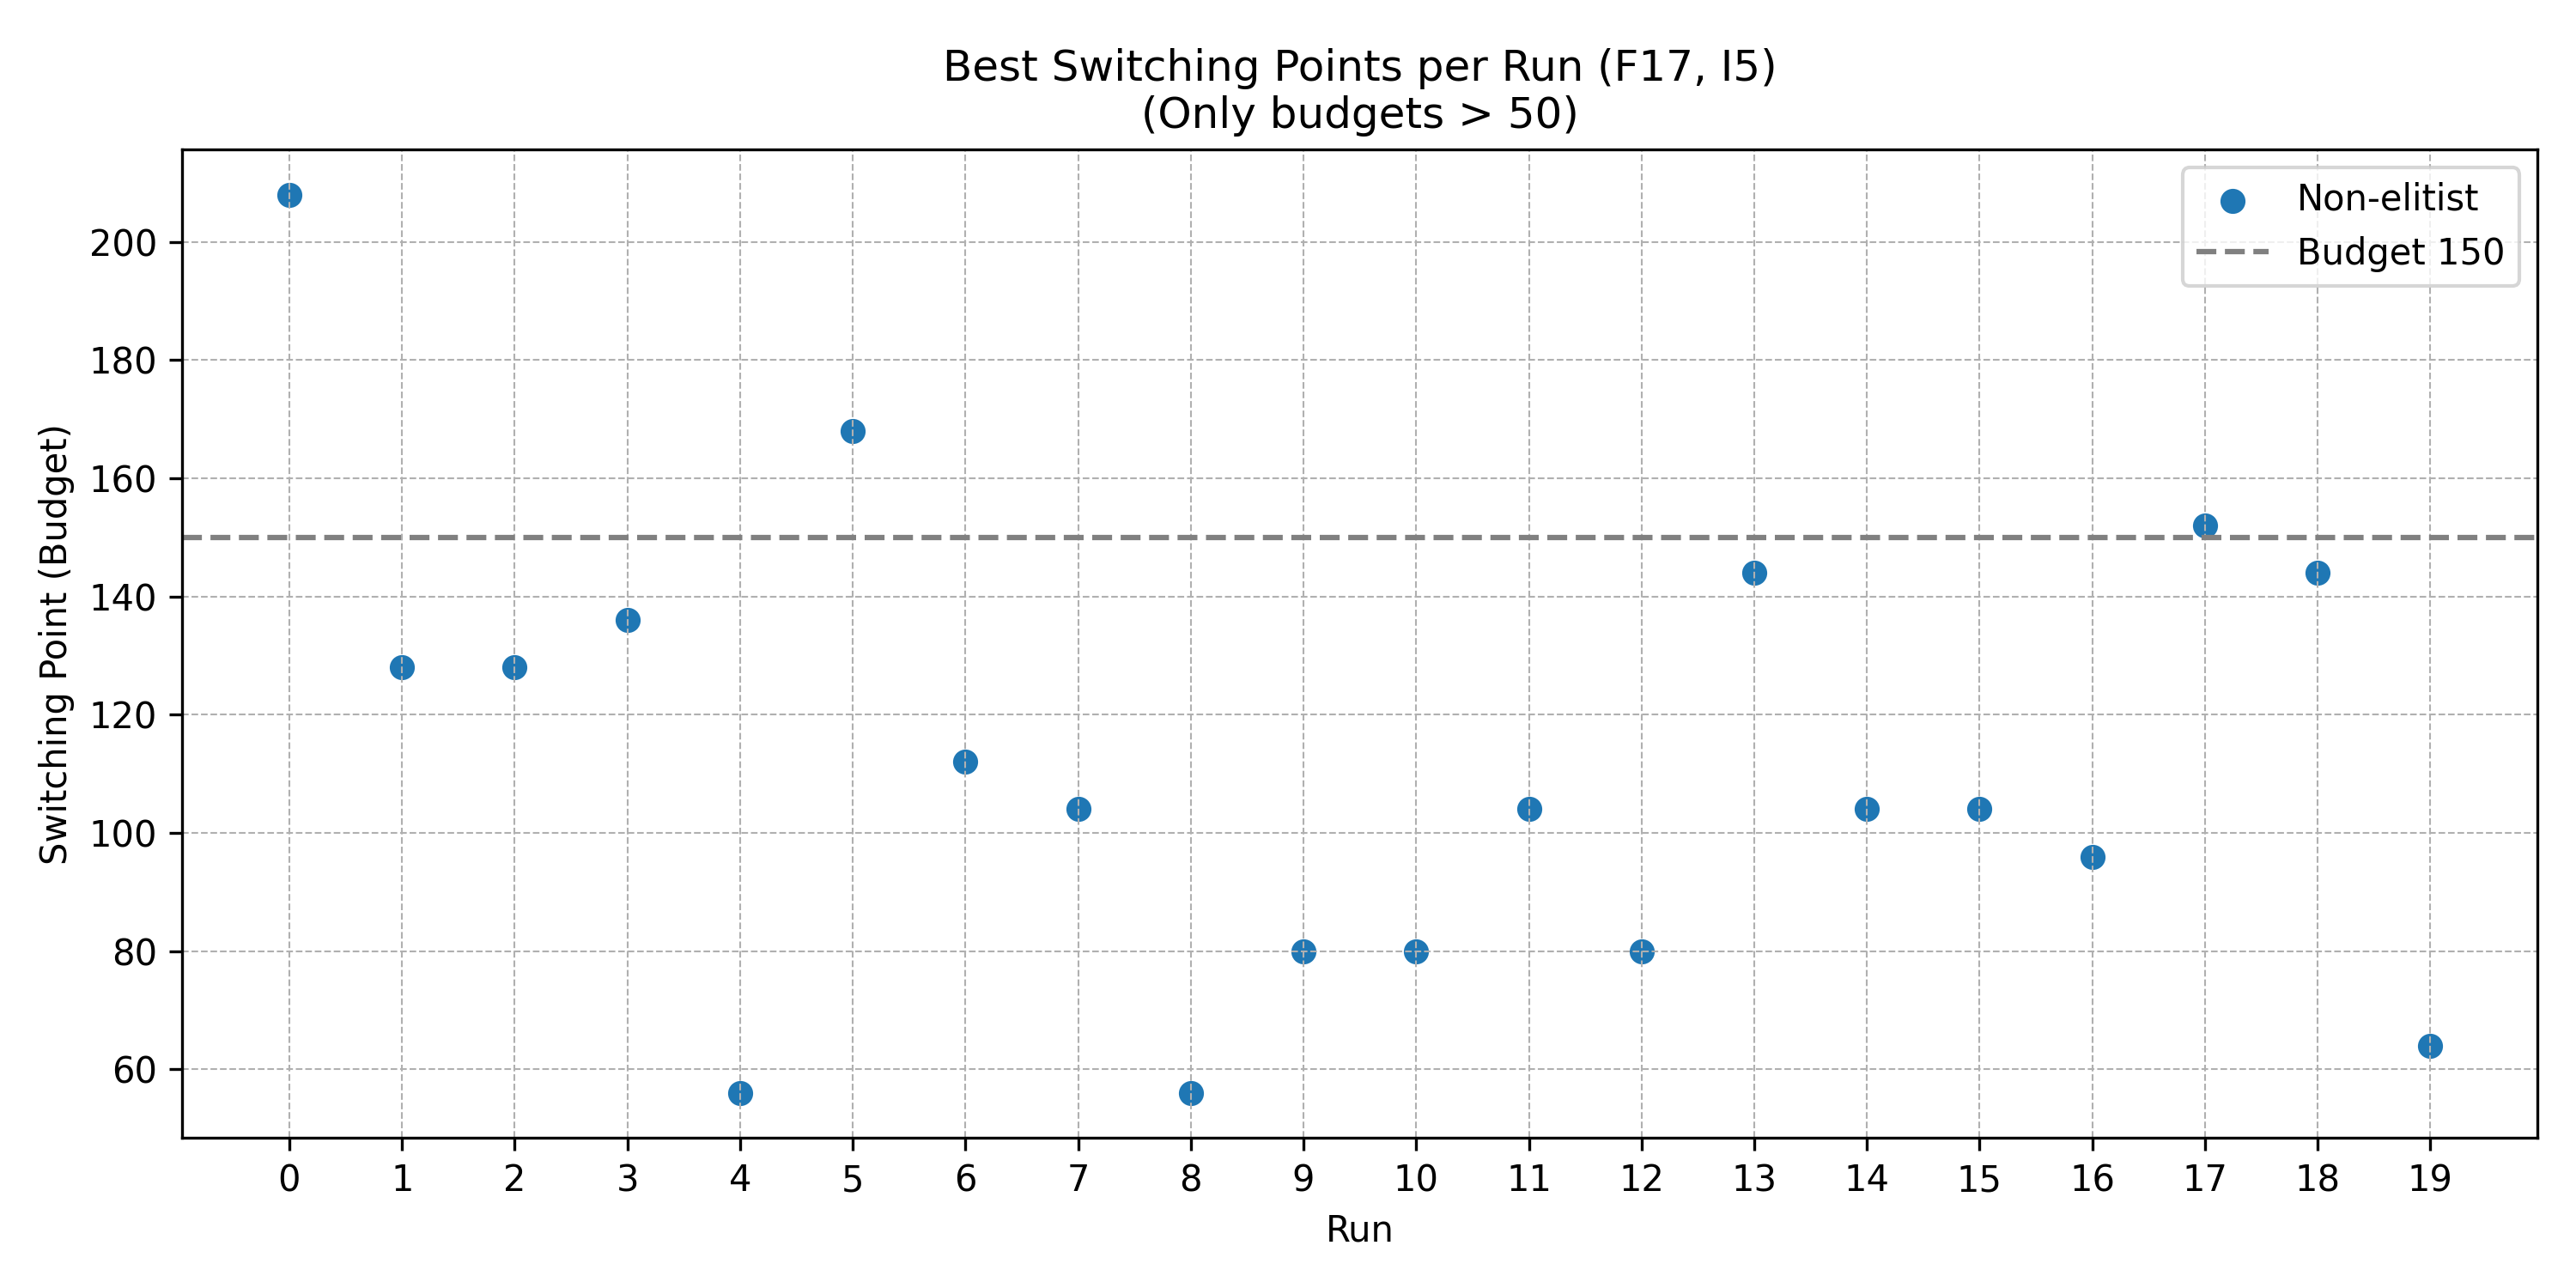 Best Switching Points per Run (F17, I5)
(Only budgets > 50)
Non-elitist
Budget 150
Switching Point (Budget)
200
180
160
140
120
100
80
60
0 1 2 3 4 5 6 7 8 9 10 11 12 13 14 15 16 17 18 19
Run